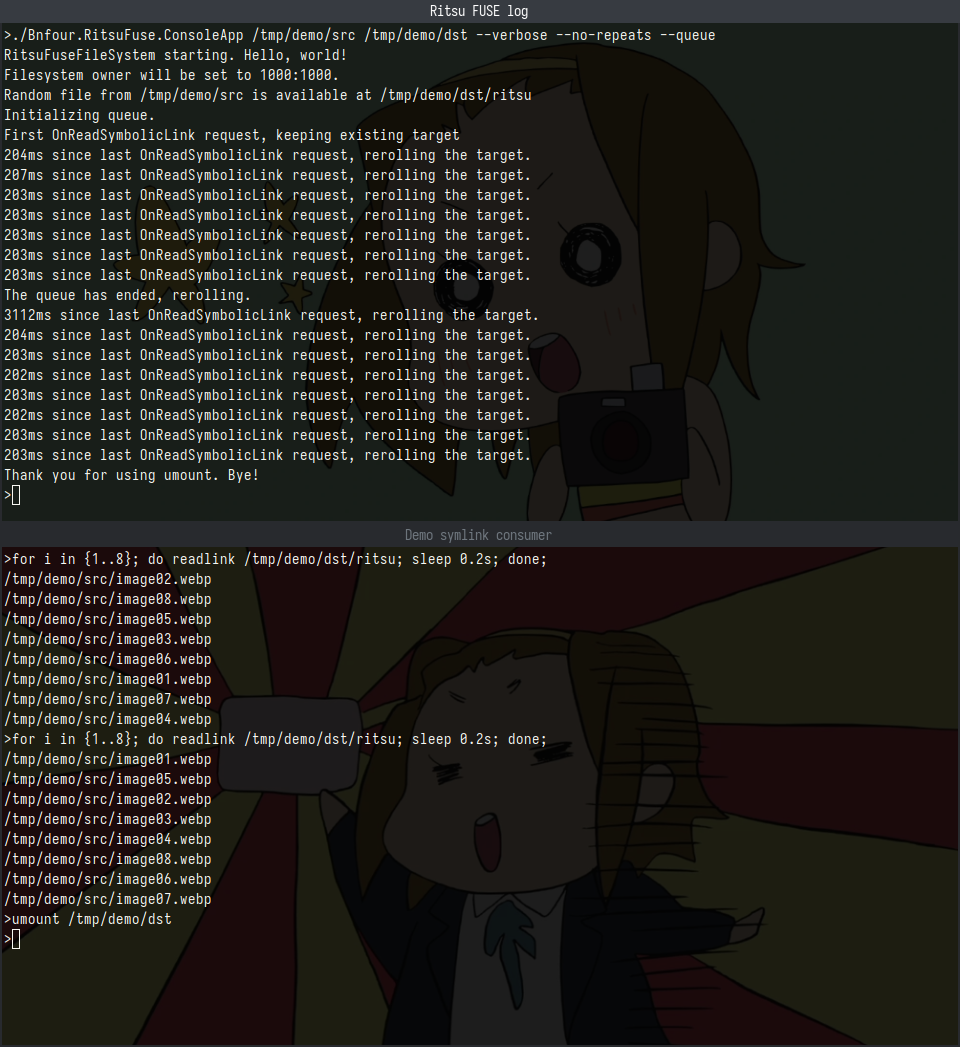 Ritsu FUSE log
>./Bnfour.RitsuFuse.ConsoleApp /tmp/demo/src /tmp/demo/dst --verbose --no-repeats --queue
RitsuFuseFileSystem starting. Hello, world!
Filesystem owner will be set to 1000:1000.
Random file from /tmp/demo/src is available at /tmp/demo/dst/ritsu
Initializing queue.
First OnReadSymbolicLink request, keeping existing target
204ms since last OnReadSymbolicLink request, rerolling the target.
207ms since last OnReadSymbolicLink request, rerolling the target.
203ms since last OnReadSymbolicLink request, rerolling the target.
203ms since last OnReadSymbolicLink request, rerolling the target.
203ms since last OnReadSymbolicLink request, rerolling the target.
203ms since last OnReadSymbolicLink request, rerolling the target.
203ms since last OnReadSymbolicLink request, rerolling the target.
The queue has ended, rerolling.
3112ms since last OnReadSymbolicLink request, rerolling the target.
204ms since last OnReadSymbolicLink request, rerolling the target.
203ms since last OnReadSymbolicLink request, rerolling the target.
202ms since last OnReadSymbolicLink request, rerolling the target.
203ms since last OnReadSymbolicLink request, rerolling the target.
202ms since last OnReadSymbolicLink request, rerolling the target.
203ms since last OnReadSymbolicLink request, rerolling the target.
203ms since last OnReadSymbolicLink request, rerolling the target.
Thank you for using umount. Bye!
>
Demo symlink consumer
>for i in {1..8}; do readlink /tmp/demo/dst/ritsu; sleep 0.2s; done;
/tmp/demo/src/image02.webp
/tmp/demo/src/image08.webp
/tmp/demo/src/image05.webp
/tmp/demo/src/image03.webp
/tmp/demo/src/image06.webp
/tmp/demo/src/image01.webp
/tmp/demo/src/image07.webp
/tmp/demo/src/image04.webp
>for i in {1..8}; do readlink /tmp/demo/dst/ritsu; sleep 0.2s; done;
/tmp/demo/src/image01.webp
/tmp/demo/src/image05.webp
/tmp/demo/src/image02.webp
/tmp/demo/src/image03.webp
/tmp/demo/src/image04.webp
/tmp/demo/src/image08.webp
/tmp/demo/src/image06.webp
/tmp/demo/src/image07.webp
>umount /tmp/demo/dst
>